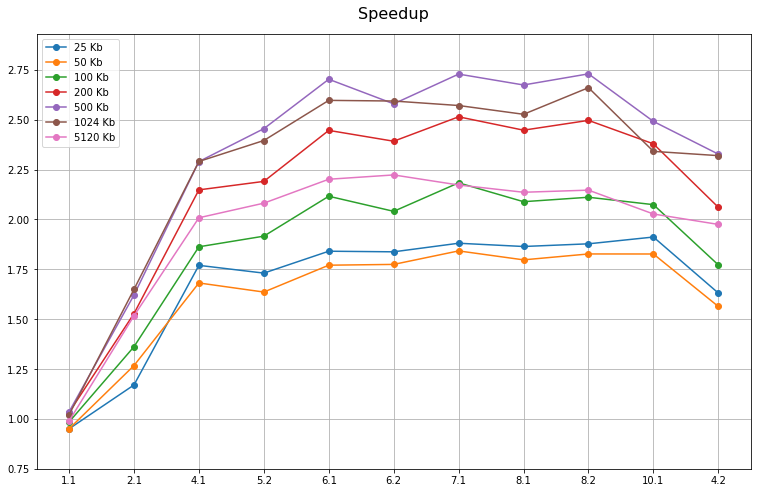 Speedup
25 Kb
50 Kb
100 Kb
200 Kb
500 Kb
1024 Kb
5120 Kb
2.75
2.50
2.25
2.00
1.75
1.50
1.25
1.00
0.75
1.1 2.1 4.1 5.2 6.1 6.2 7.1 8.1 8.2 10.1 4.2